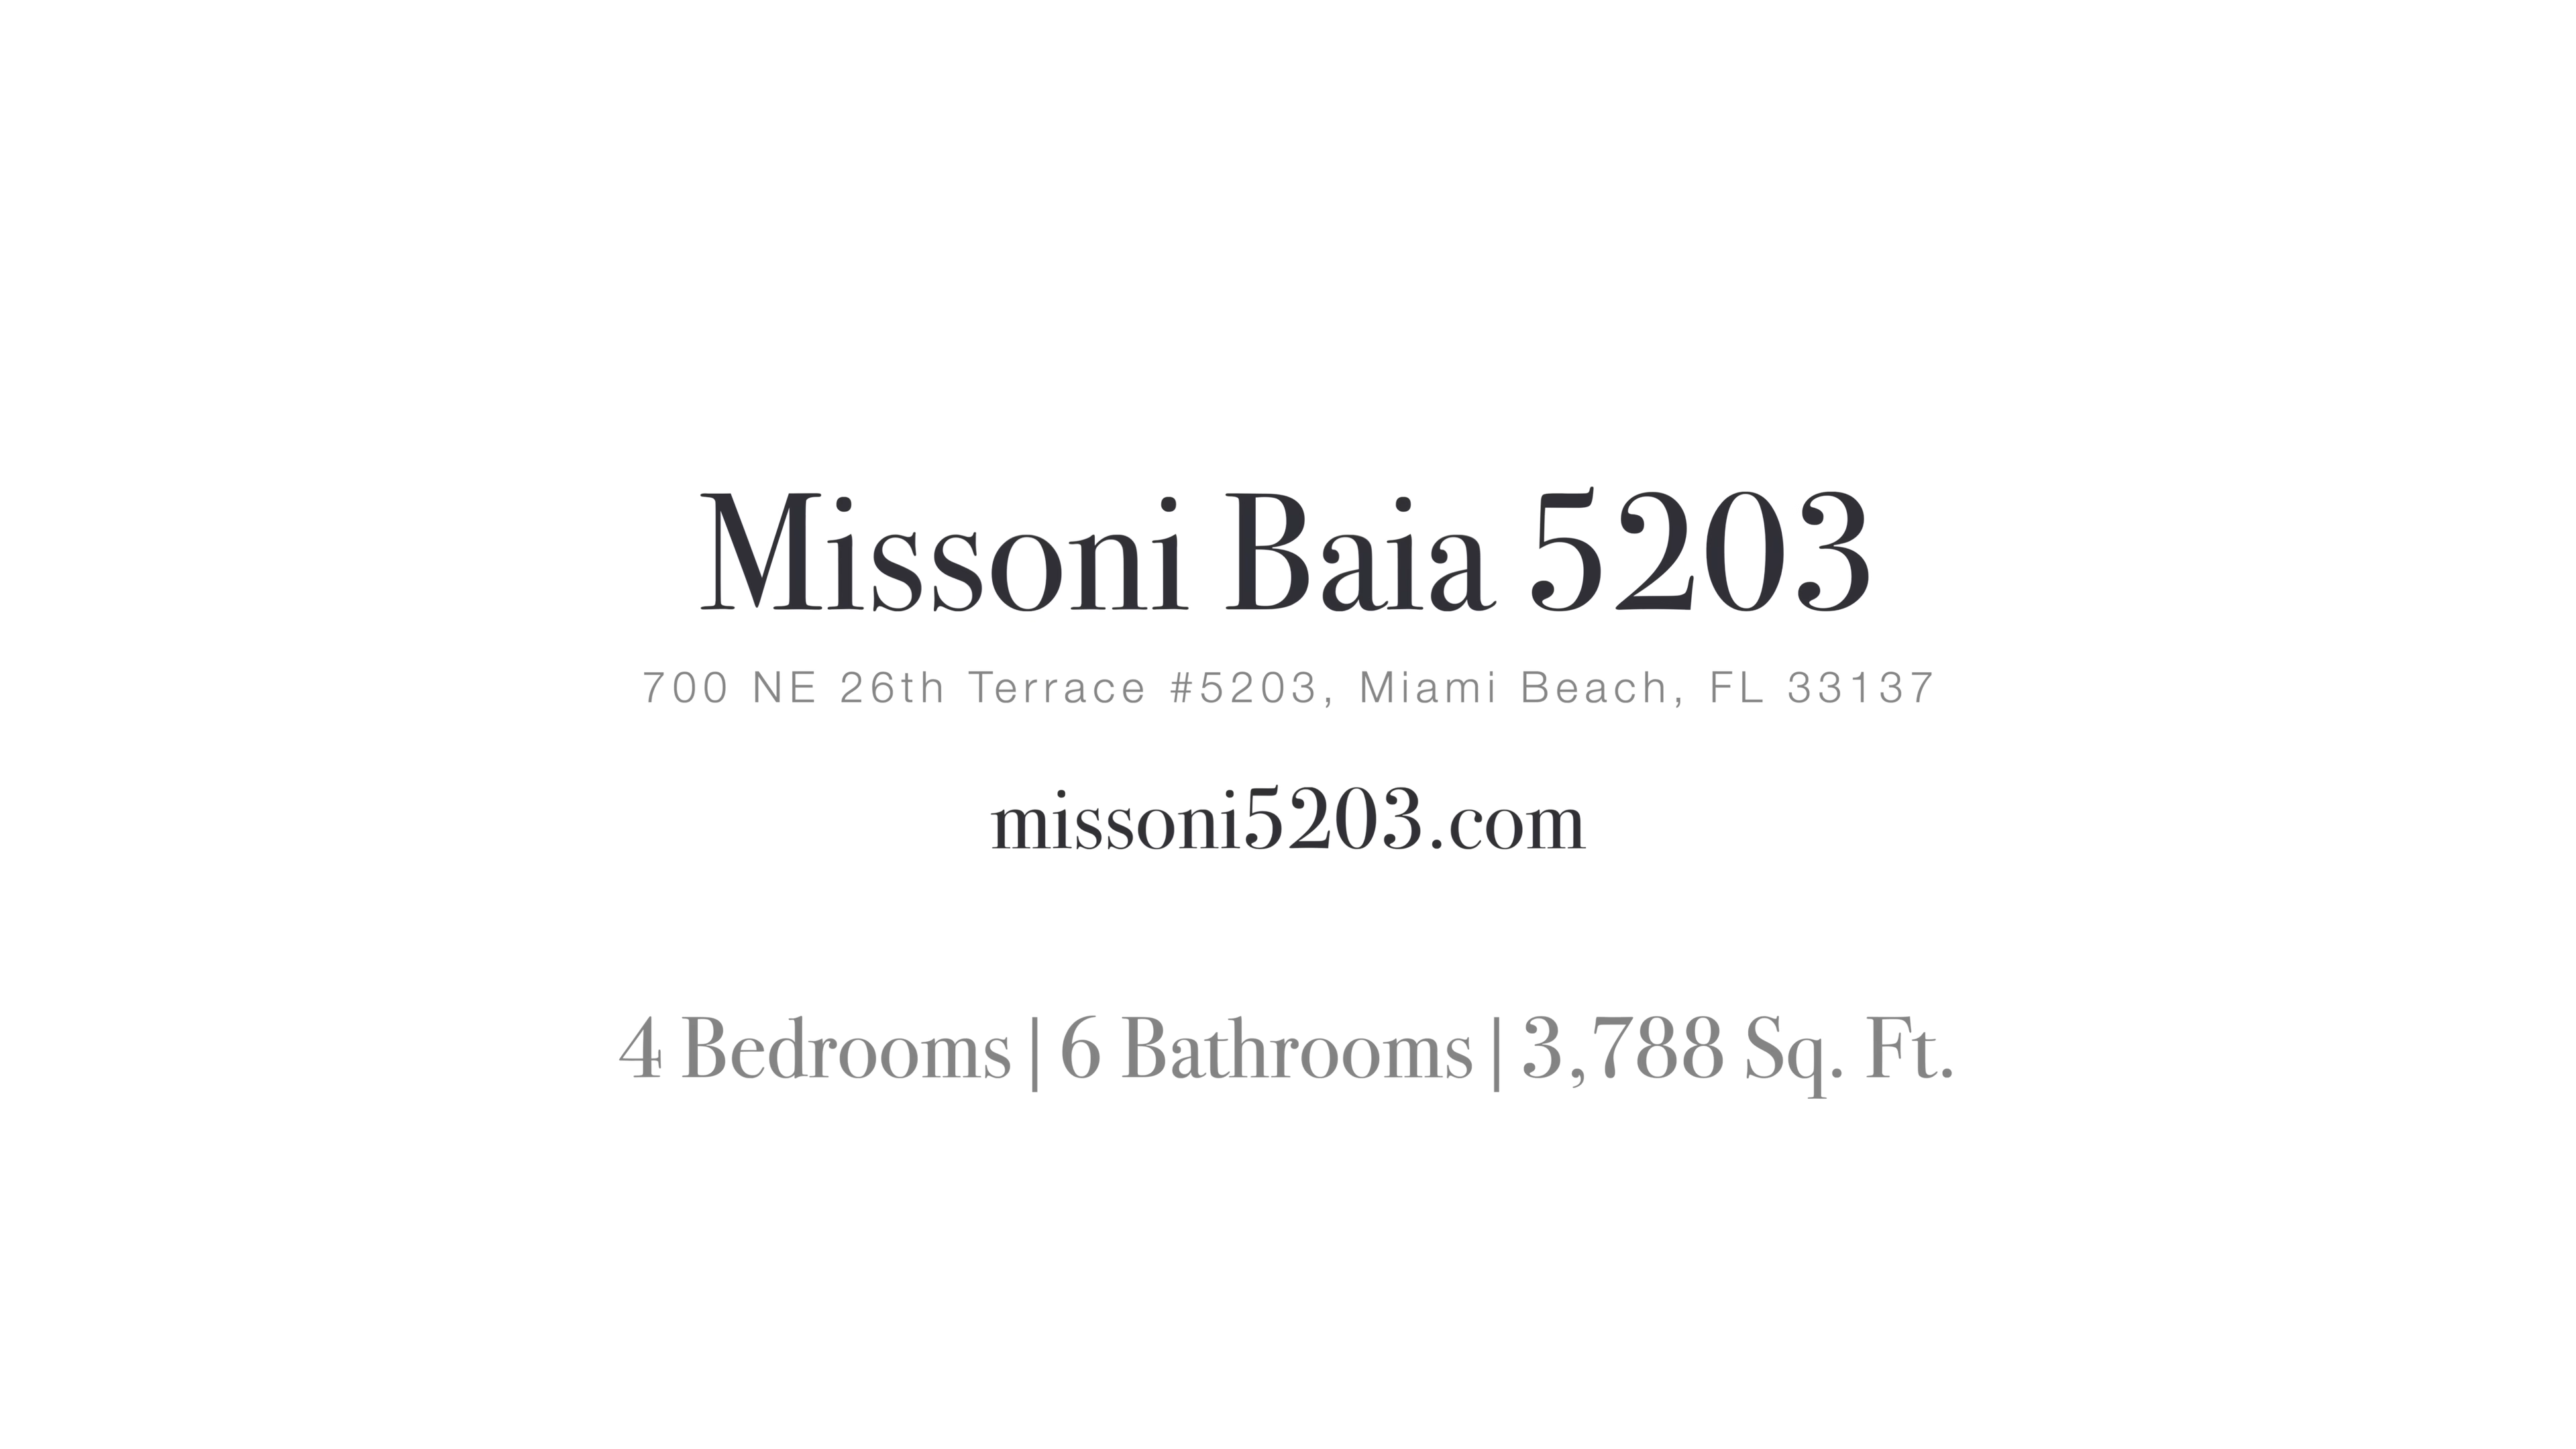 Missoni Baia 5203
700 NE 26th Terrace #5203, Miami Beach, FL 33137
missoni5203.com
4 Bedrooms | 6 Bathrooms | 3,788 Sq. Ft.